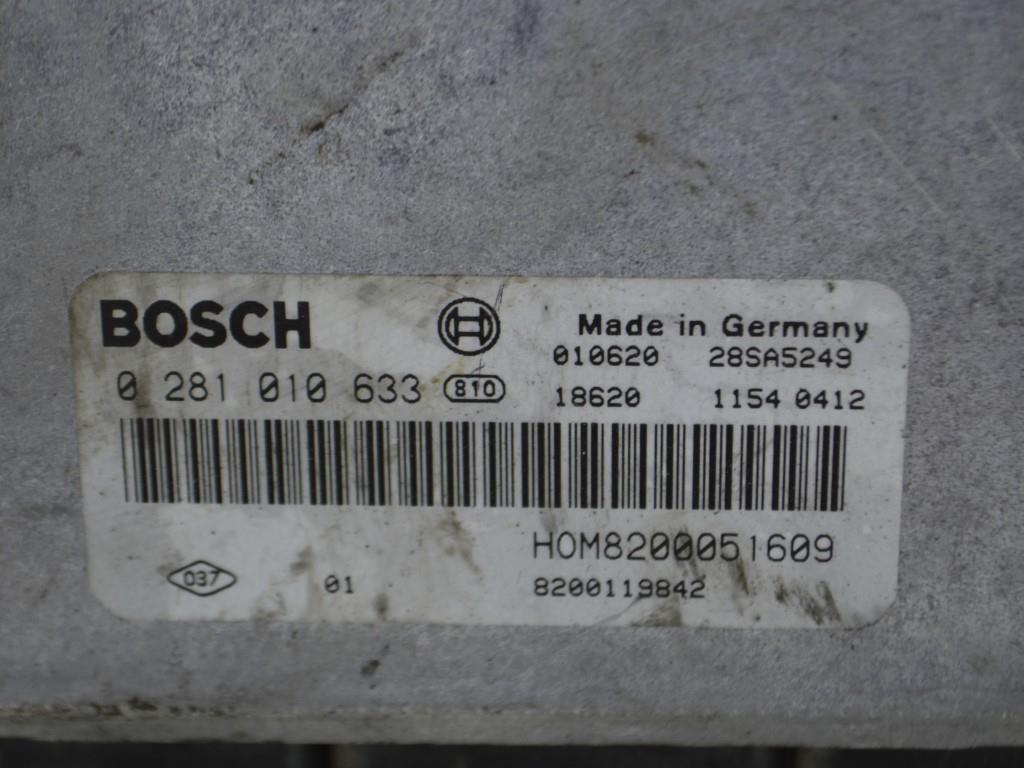 BOSCH
Made in Germany
010620 28SA5249
0 281 010 633 810
18620 1154 0412
HOM8200051609
037 01 8200119842